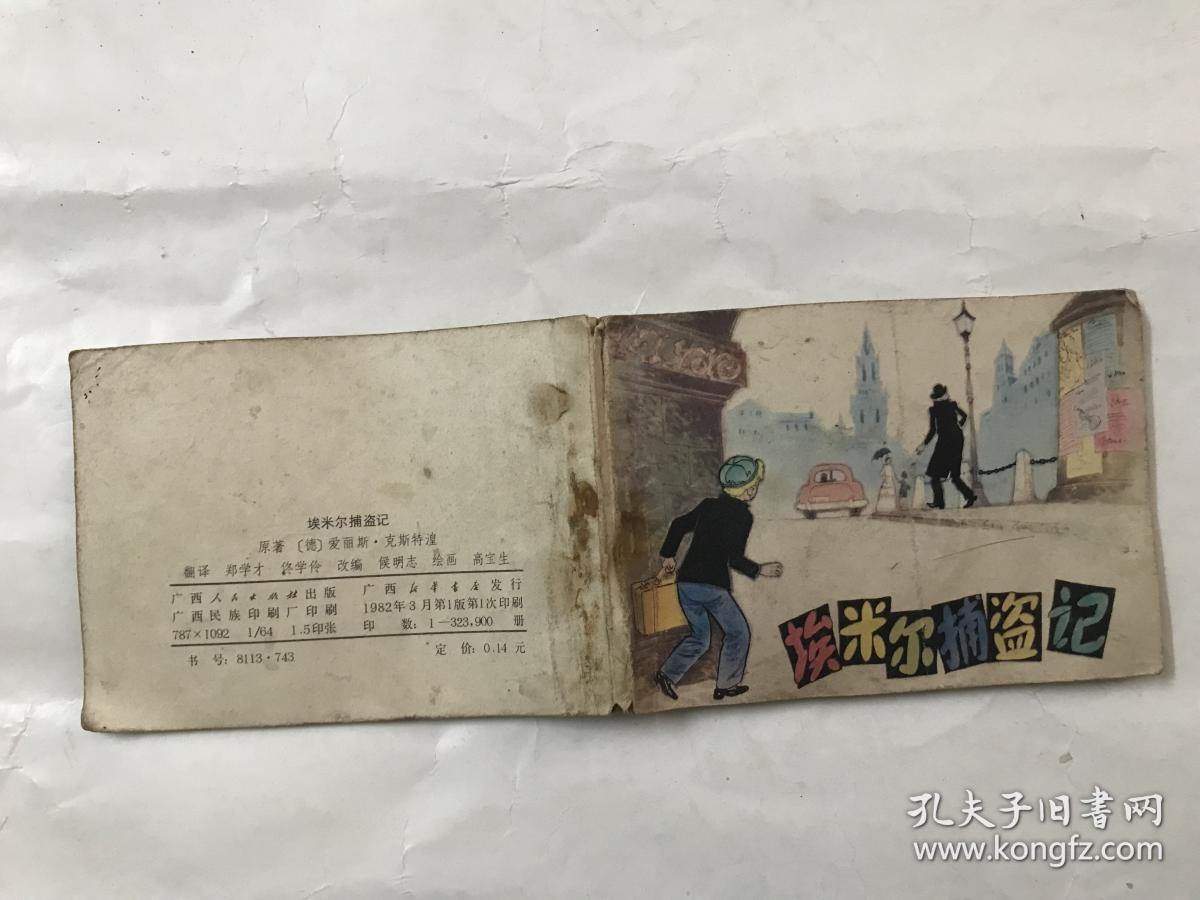 埃米尔捕盗记
原著 〔德〕爱丽斯·克斯特湟
翻译 郑学才 佟学伶 改编 侯明志 绘画 高宝生
广西人民出版社出版 广西新华书店发行
广西民族印刷厂印刷 1982年3月第1版第1次印刷
787×1092 1/64 1.5印张 印 数：1—323,900 册
书 号：8113·743 定 价：0.14 元
埃米尔捕盗记
孔夫子旧书网
www.kongfz.com